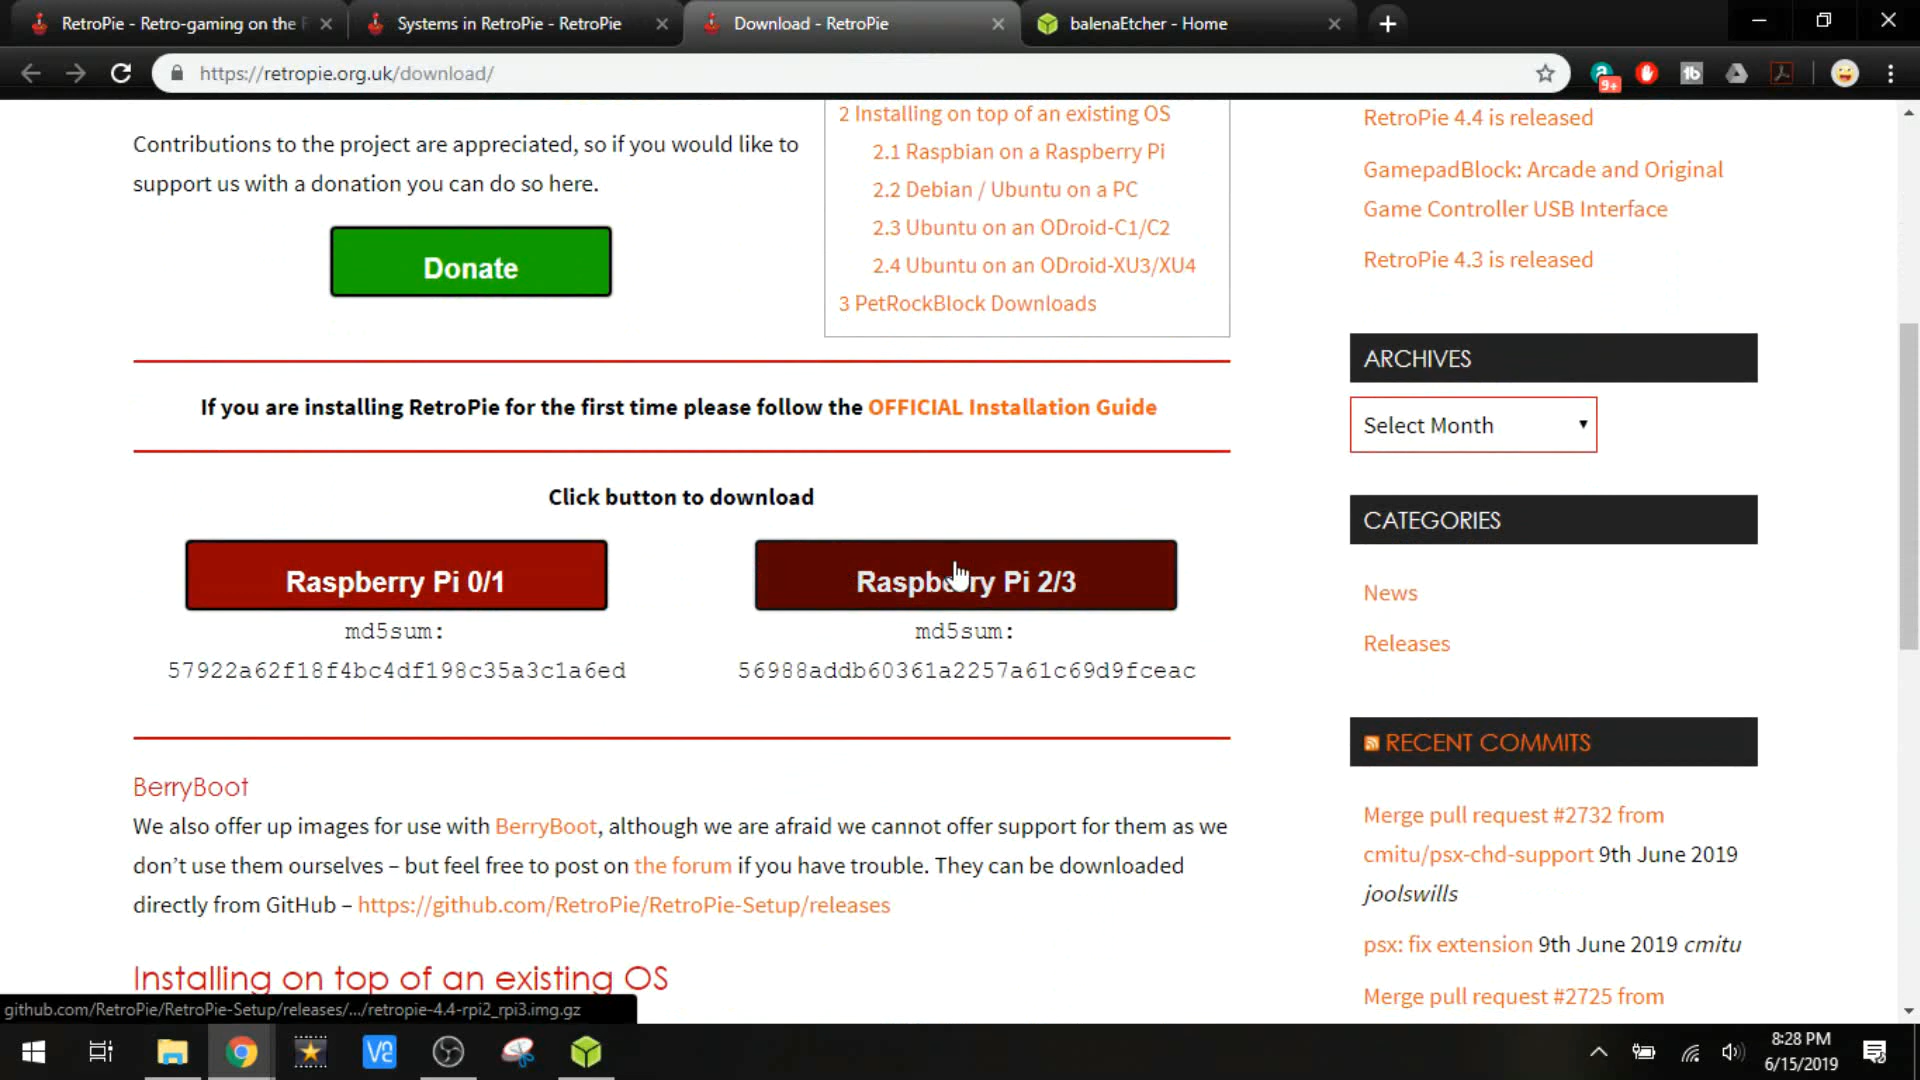 RetroPie - Retro-gaming on the
Systems in RetroPie - RetroPie
Download - RetroPie
balenaEtcher - Home
https://retropie.org.uk/download/
9+
Contributions to the project are appreciated, so if you would like to
support us with a donation you can do so here.
Donate
2 Installing on top of an existing OS
2.1 Raspbian on a Raspberry Pi
2.2 Debian / Ubuntu on a PC
2.3 Ubuntu on an ODroid-C1/C2
2.4 Ubuntu on an ODroid-XU3/XU4
3 PetRockBlock Downloads
If you are installing RetroPie for the first time please follow the OFFICIAL Installation Guide
Click button to download
Raspberry Pi 0/1
md5sum:
57922a62f18f4bc4df198c35a3c1a6ed
Raspberry Pi 2/3
md5sum:
56988addb60361a2257a61c69d9fceac
BerryBoot
We also offer up images for use with BerryBoot, although we are afraid we cannot offer support for them as we
don't use them ourselves – but feel free to post on the forum if you have trouble. They can be downloaded
directly from GitHub – https://github.com/RetroPie/RetroPie-Setup/releases
Installing on top of an existing OS
RetroPie 4.4 is released
GamepadBlock: Arcade and Original
Game Controller USB Interface
RetroPie 4.3 is released
ARCHIVES
Select Month
CATEGORIES
News
Releases
RECENT COMMITS
Merge pull request #2732 from
cmitu/psx-chd-support 9th June 2019
joolswills
psx: fix extension 9th June 2019 cmitu
Merge pull request #2725 from
github.com/RetroPie/RetroPie-Setup/releases/.../retropie-4.4-rpi2_rpi3.img.gz
8:28 PM
6/15/2019